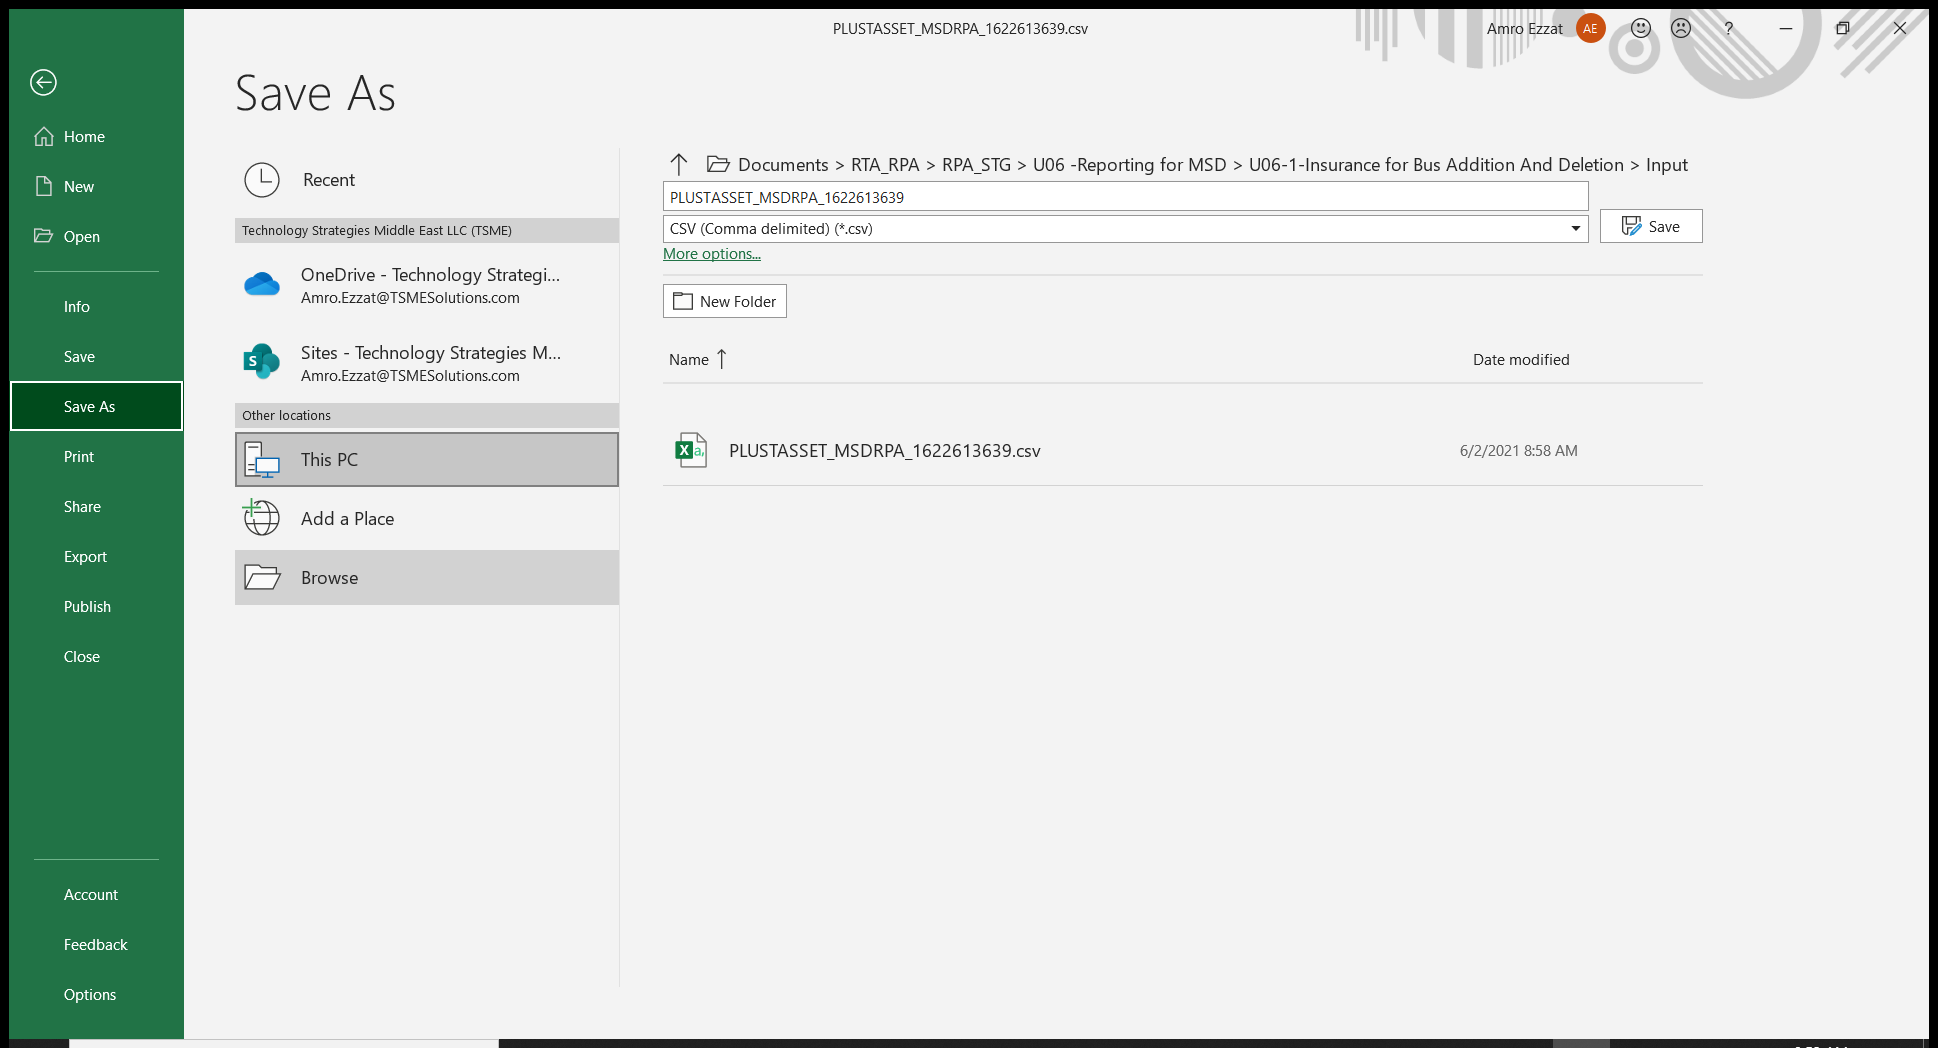 PLUSTASSET_MSDRPA_1622613639.csv
Amro Ezzat
AE
?
Save As
Home
New
Open
Info
Save
Save As
Print
Share
Export
Publish
Close
Account
Feedback
Options
Recent
Technology Strategies Middle East LLC (TSME)
OneDrive - Technology Strategi...
Amro.Ezzat@TSMESolutions.com
S
Sites - Technology Strategies M...
Amro.Ezzat@TSMESolutions.com
Other locations
This PC
Add a Place
Browse
Documents > RTA_RPA > RPA_STG > U06 -Reporting for MSD > U06-1-Insurance for Bus Addition And Deletion > Input
PLUSTASSET_MSDRPA_1622613639
CSV (Comma delimited) (*.csv)
Save
More options...
New Folder
Name
Date modified
X a,
PLUSTASSET_MSDRPA_1622613639.csv
6/2/2021 8:58 AM